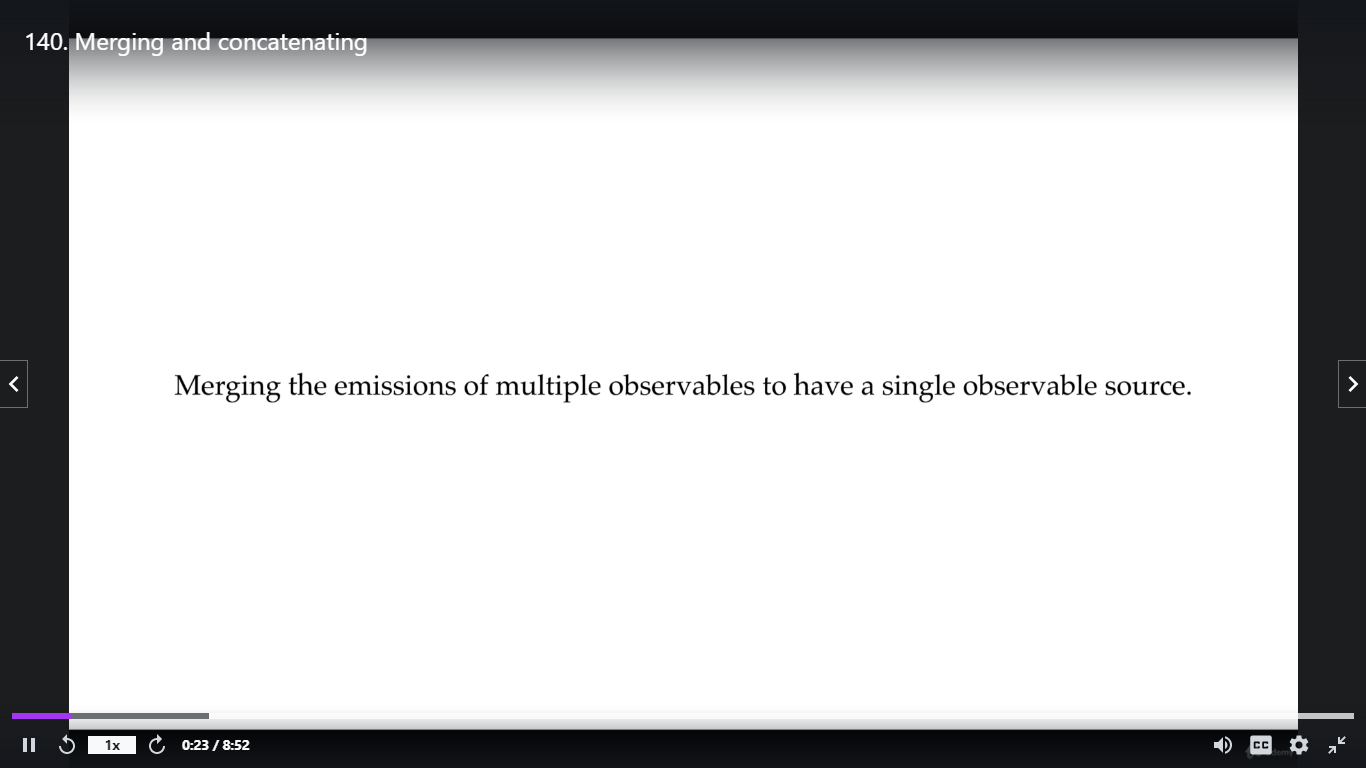 140. Merging and concatenating
Merging the emissions of multiple observables to have a single observable source.
1x
0:23 / 8:52
CC